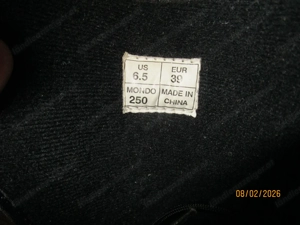 US EUR
6.5 39
MONDO MADE IN
250 CHINA
08/02/2026